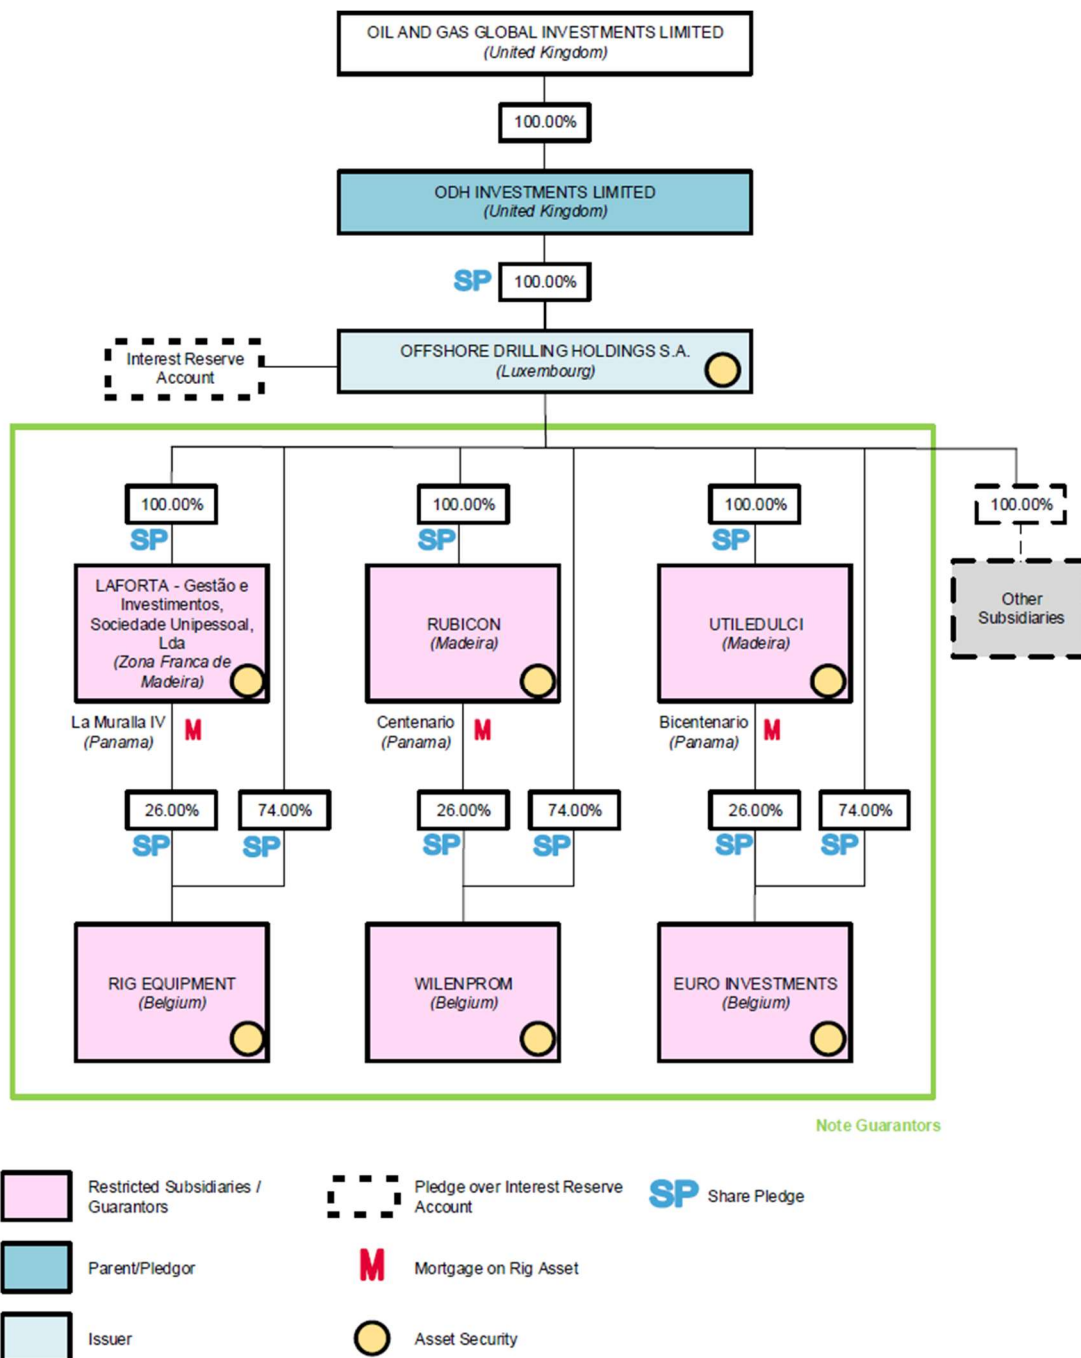 OIL AND GAS GLOBAL INVESTMENTS LIMITED
(United Kingdom)
100.00%
ODH INVESTMENTS LIMITED
(United Kingdom)
SP
100.00%
OFFSHORE DRILLING HOLDINGS S.A.
(Luxembourg)
Interest Reserve
Account
100.00%
100.00%
100.00%
100.00%
SP
SP
SP
LAFORTA - Gestão e
Investimentos,
Sociedade Unipessoal,
Lda
(Zona Franca de
Madeira)
RUBICON
(Madeira)
UTILEDULCI
(Madeira)
Other
Subsidiaries
La Muralla IV
(Panama)
M
Centenario
(Panama)
M
Bicentenario
(Panama)
M
26.00%
74.00%
26.00%
74.00%
26.00%
74.00%
SP
SP
SP
SP
SP
SP
RIG EQUIPMENT
(Belgium)
WILENPROM
(Belgium)
EURO INVESTMENTS
(Belgium)
Note Guarantors
Restricted Subsidiaries /
Guarantors
Pledge over Interest Reserve
Account
SP Share Pledge
Parent/Pledgor
M Mortgage on Rig Asset
Issuer
Asset Security